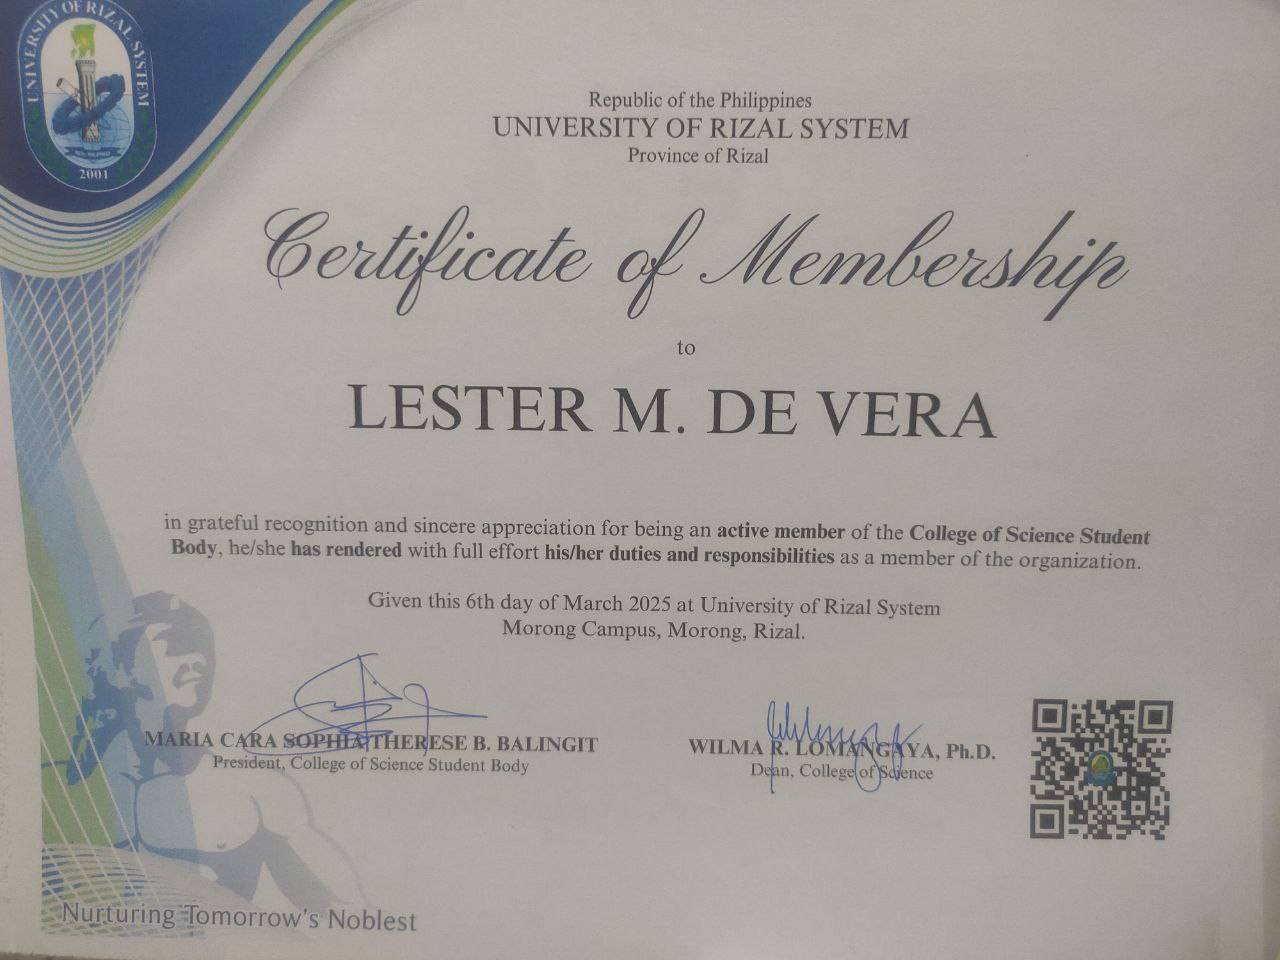 UNIVERSITY OF RIZAL SYSTEM
2001
Republic of the Philippines
UNIVERSITY OF RIZAL SYSTEM
Province of Rizal
Certificate of Membership
to
LESTER M. DE VERA
in grateful recognition and sincere appreciation for being an active member of the College of Science Student
Body, he/she has rendered with full effort his/her duties and responsibilities as a member of the organization.
Given this 6th day of March 2025 at University of Rizal System
Morong Campus, Morong, Rizal.
MARIA CARA SOPHIA THERESE B. BALINGIT
President, College of Science Student Body
WILMA R. LOMANGAYA, Ph.D.
Dean, College of Science
Nurturing Tomorrow's Noblest